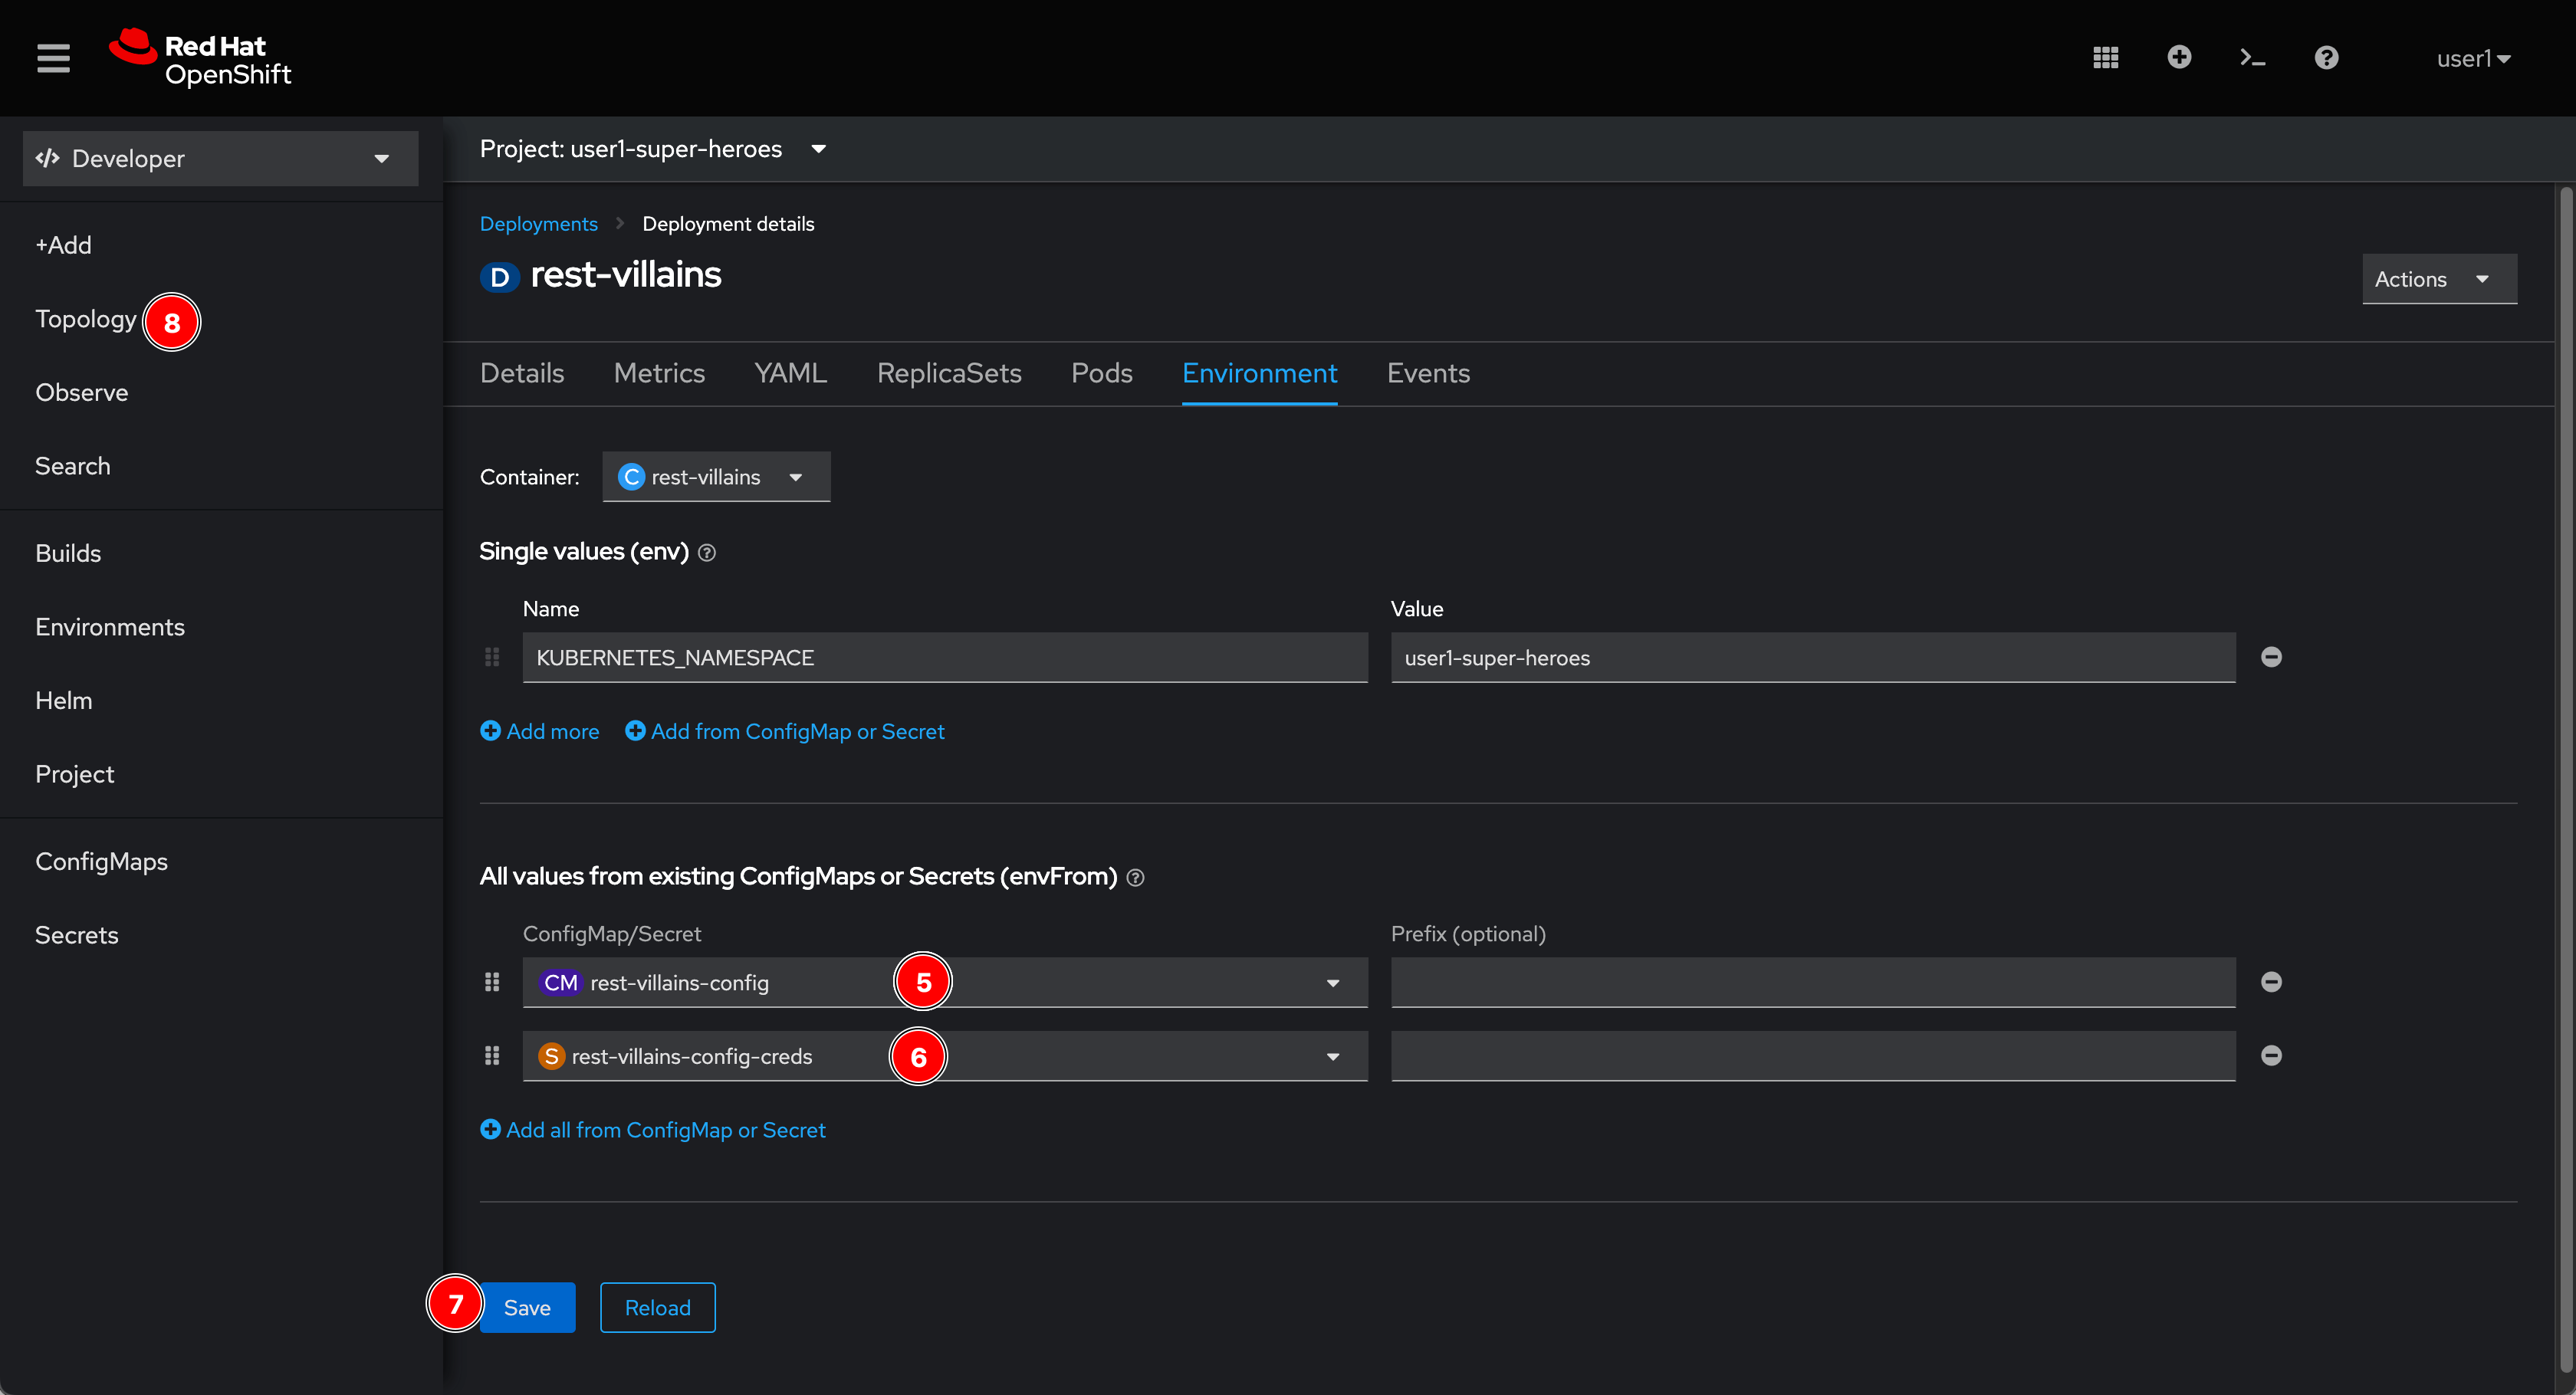 Red Hat
OpenShift
user1
Developer
+Add
Topology 8
Observe
Search
Builds
Environments
Helm
Project
ConfigMaps
Secrets
Project: user1-super-heroes
Deployments Deployment details
D rest-villains
Actions
Details Metrics YAML ReplicaSets Pods Environment Events
Container: C rest-villains
Single values (env)
Name Value
KUBERNETES_NAMESPACE user1-super-heroes
Add more Add from ConfigMap or Secret
All values from existing ConfigMaps or Secrets (envFrom)
ConfigMap/Secret Prefix (optional)
CM rest-villains-config 5
S rest-villains-config-creds 6
Add all from ConfigMap or Secret
7 Save Reload